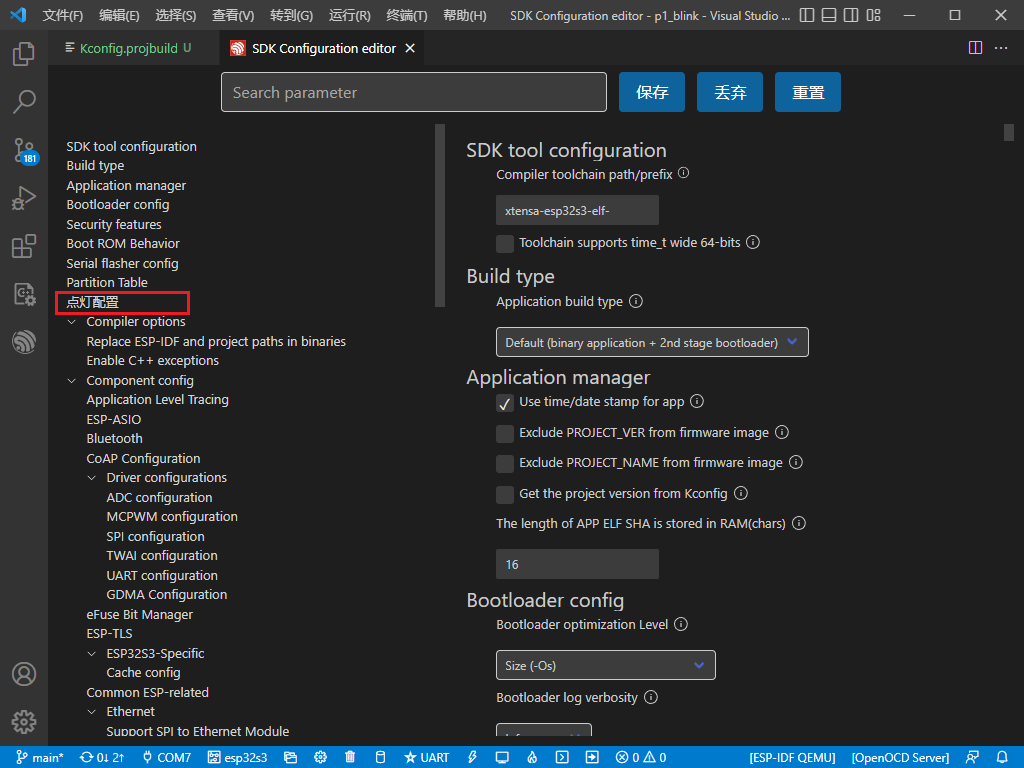 文件(F) 编辑(E) 选择(S) 查看(V) 转到(G) 运行(R) 终端(T) 帮助(H) SDK Configuration editor - p1_blink - Visual Studio ...
Kconfig.projbuild U SDK Configuration editor
Search parameter 保存 丢弃 重置
181
SDK tool configuration
Build type
Application manager
Bootloader config
Security features
Boot ROM Behavior
Serial flasher config
Partition Table
点灯配置
Compiler options
Replace ESP-IDF and project paths in binaries
Enable C++ exceptions
Component config
Application Level Tracing
ESP-ASIO
Bluetooth
CoAP Configuration
Driver configurations
ADC configuration
MCPWM configuration
SPI configuration
TWAI configuration
UART configuration
GDMA Configuration
eFuse Bit Manager
ESP-TLS
ESP32S3-Specific
Cache config
Common ESP-related
Ethernet
Support SPI to Ethernet Module
SDK tool configuration
Compiler toolchain path/prefix
xtensa-esp32s3-elf-
Toolchain supports time_t wide 64-bits
Build type
Application build type
Default (binary application + 2nd stage bootloader)
Application manager
Use time/date stamp for app
Exclude PROJECT_VER from firmware image
Exclude PROJECT_NAME from firmware image
Get the project version from Kconfig
The length of APP ELF SHA is stored in RAM(chars)
16
Bootloader config
Bootloader optimization Level
Size (-Os)
Bootloader log verbosity
main* 0↓ 2↑ COM7 esp32s3 UART 0 0 [ESP-IDF QEMU] [OpenOCD Server]